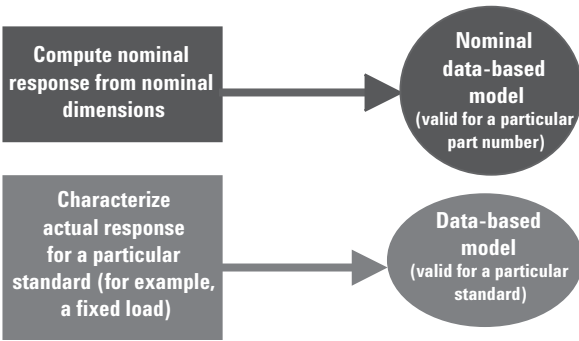 Compute nominal
response from nominal
dimensions
Nominal
data-based
model
(valid for a particular
part number)
Characterize
actual response
for a particular
standard (for example,
a fixed load)
Data-based
model
(valid for a particular
standard)